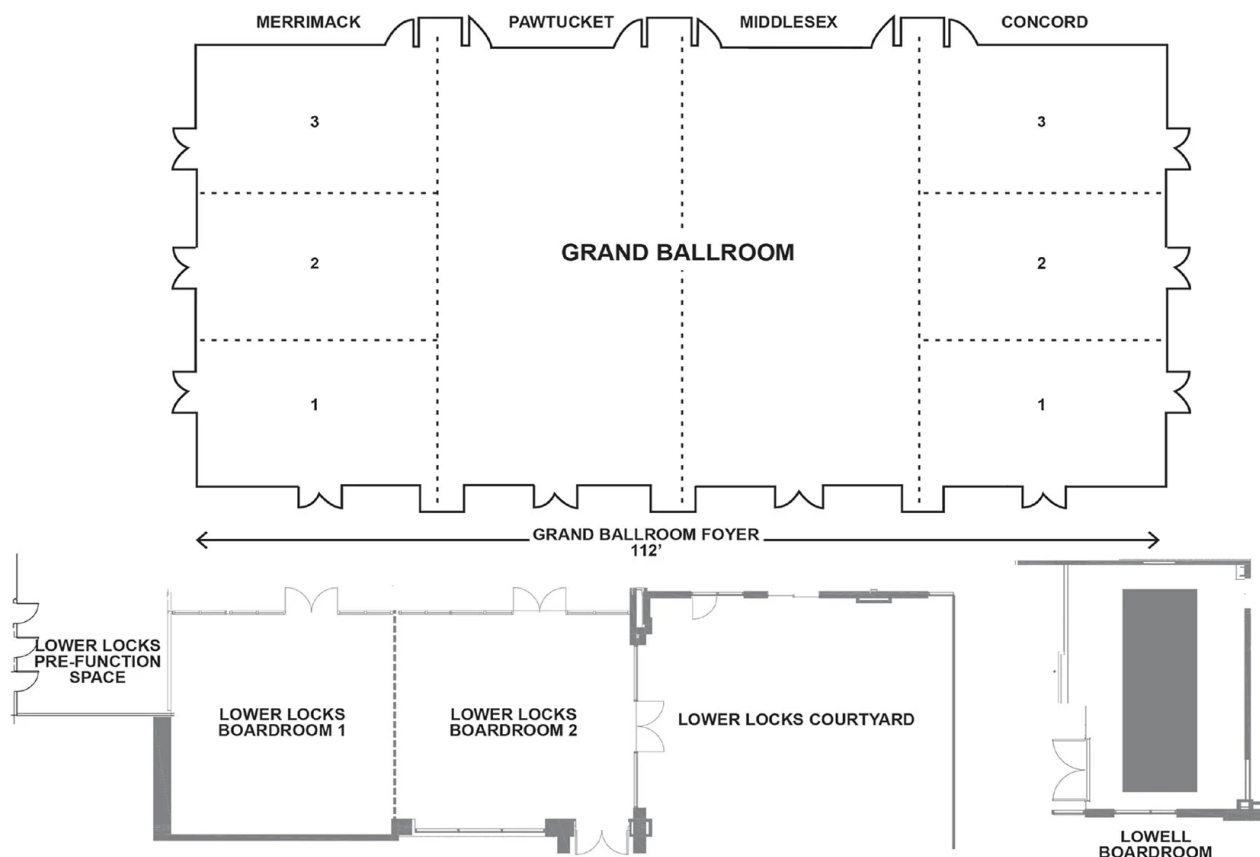 MERRIMACK
PAWTUCKET
MIDDLESEX
CONCORD
3
3
2
GRAND BALLROOM
2
1
1
GRAND BALLROOM FOYER
112'
LOWER LOCKS
PRE-FUNCTION
SPACE
LOWER LOCKS
BOARDROOM 1
LOWER LOCKS
BOARDROOM 2
LOWER LOCKS COURTYARD
LOWELL
BOARDROOM